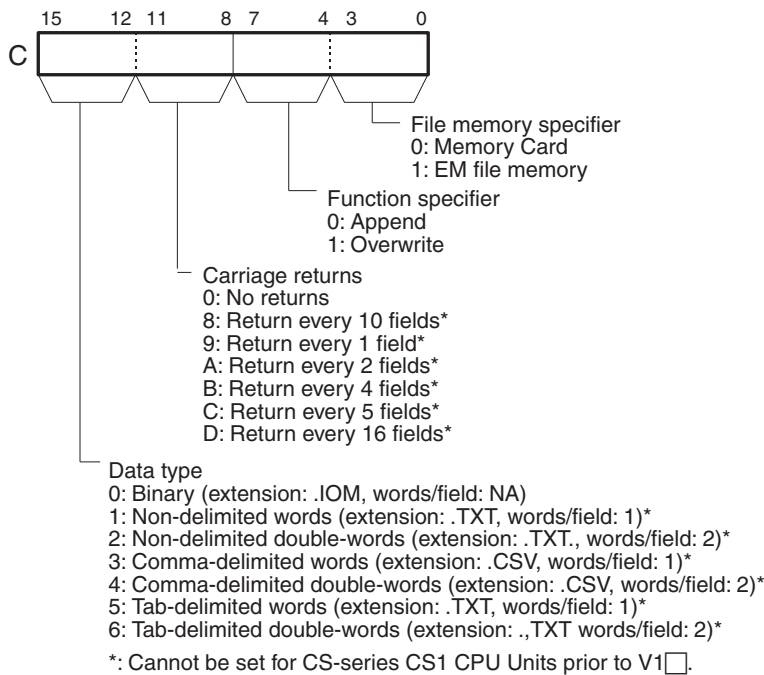 15 12 11 8 7 4 3 0
C
File memory specifier
0: Memory Card
1: EM file memory
Function specifier
0: Append
1: Overwrite
Carriage returns
0: No returns
8: Return every 10 fields*
9: Return every 1 field*
A: Return every 2 fields*
B: Return every 4 fields*
C: Return every 5 fields*
D: Return every 16 fields*
Data type
0: Binary (extension: .IOM, words/field: NA)
1: Non-delimited words (extension: .TXT, words/field: 1)*
2: Non-delimited double-words (extension: .TXT., words/field: 2)*
3: Comma-delimited words (extension: .CSV, words/field: 1)*
4: Comma-delimited double-words (extension: .CSV, words/field: 2)*
5: Tab-delimited words (extension: .TXT, words/field: 1)*
6: Tab-delimited double-words (extension: .,TXT words/field: 2)*
*: Cannot be set for CS-series CS1 CPU Units prior to V1□.